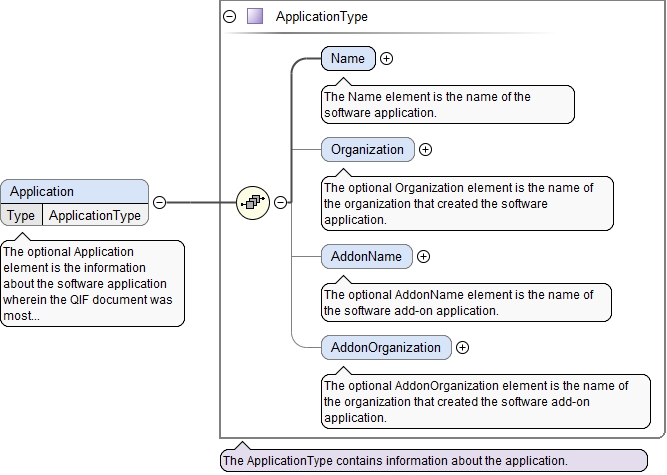 ApplicationType
Name
The Name element is the name of the
software application.
Organization
The optional Organization element is the name of
the organization that created the software
application.
Application
Type ApplicationType
The optional Application
element is the information
about the software application
wherein the QIF document was
most...
AddonName
The optional AddonName element is the name of
the software add-on application.
AddonOrganization
The optional AddonOrganization element is the name of
the organization that created the software add-on
application.
The ApplicationType contains information about the application.